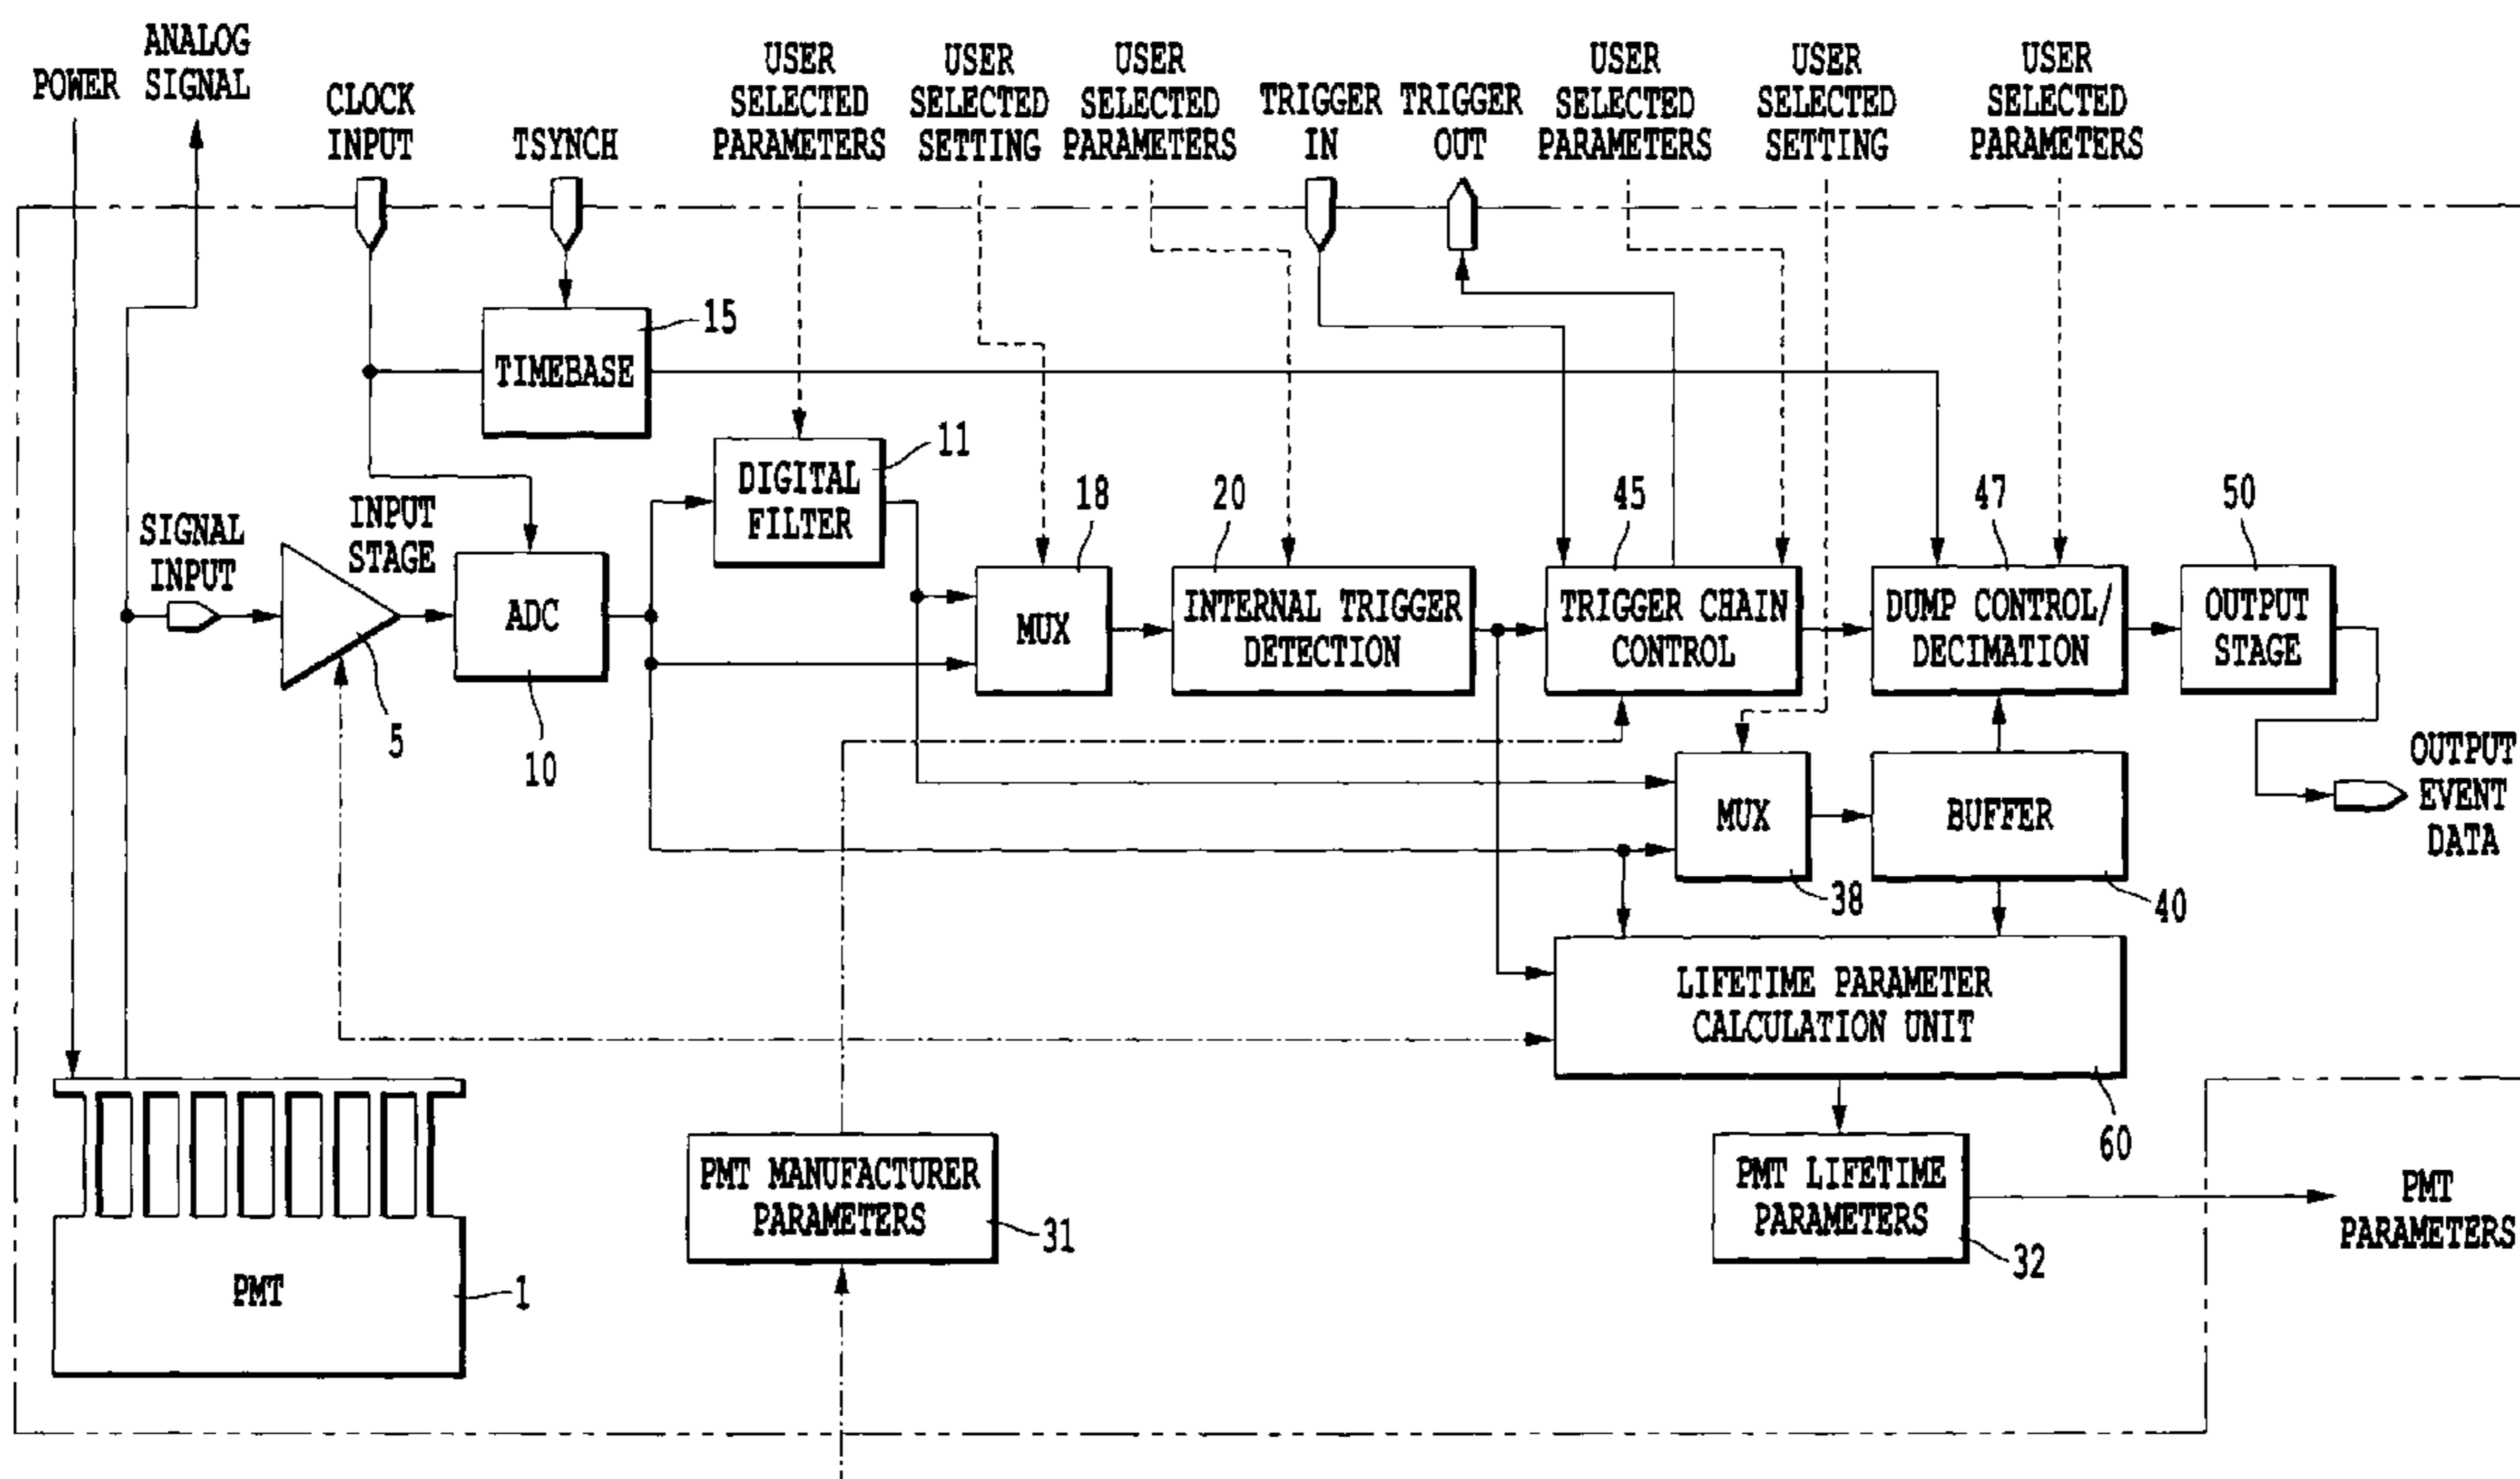 POWER
ANALOG
SIGNAL
CLOCK
INPUT
TSYNCH
USER
SELECTED
PARAMETERS
USER
SELECTED
SETTING
USER
SELECTED
PARAMETERS
TRIGGER
IN
TRIGGER
OUT
USER
SELECTED
PARAMETERS
USER
SELECTED
SETTING
USER
SELECTED
PARAMETERS
15
TIMEBASE
11
DIGITAL
FILTER
SIGNAL
INPUT
INPUT
STAGE
5
ADC
10
18
MUX
20
INTERNAL TRIGGER
DETECTION
45
TRIGGER CHAIN
CONTROL
47
DUMP CONTROL/
DECIMATION
50
OUTPUT
STAGE
OUTPUT
EVENT
DATA
MUX
38
BUFFER
40
LIFETIME PARAMETER
CALCULATION UNIT
60
PMT MANUFACTURER
PARAMETERS
31
PMT LIFETIME
PARAMETERS
32
PMT
PARAMETERS
PMT
1